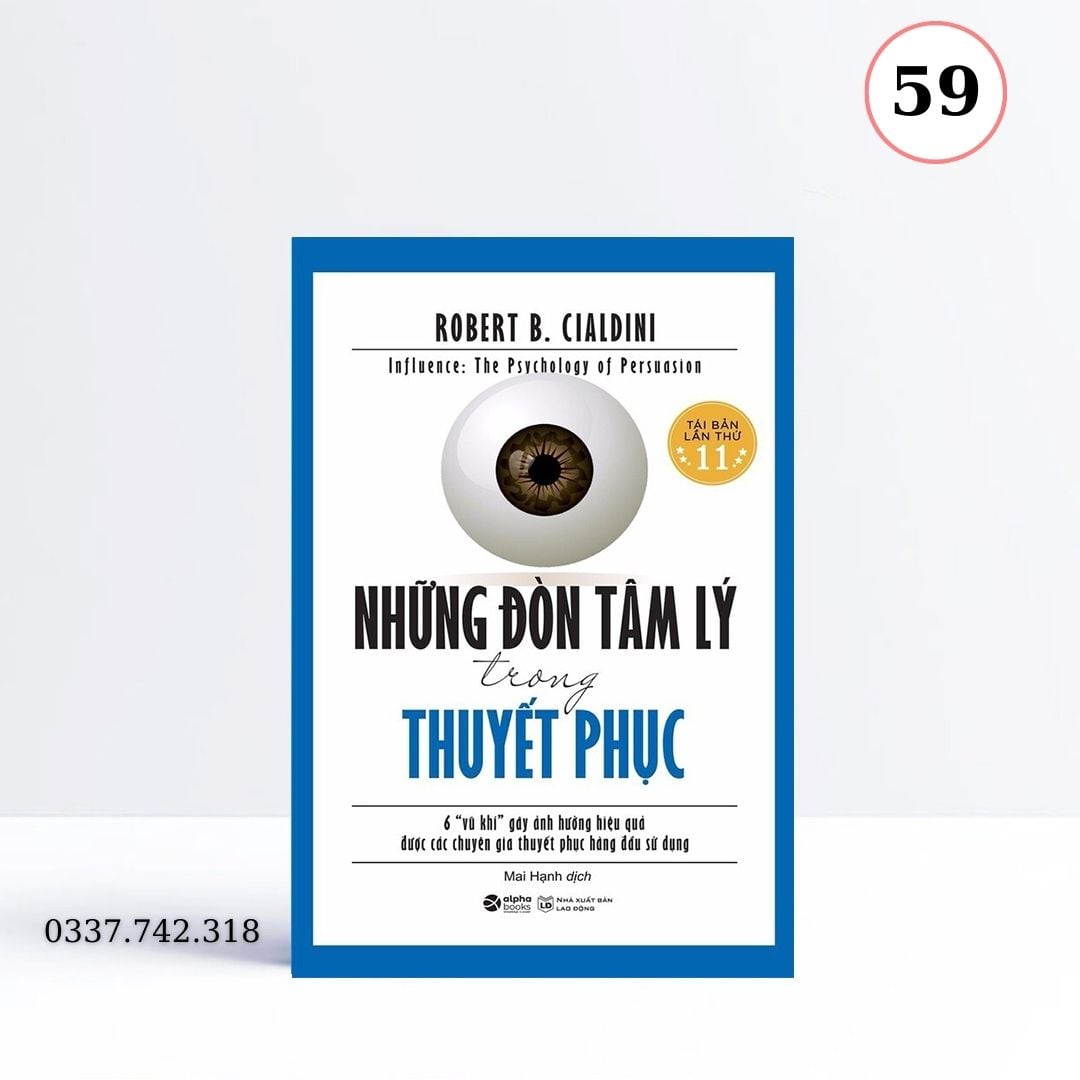 59
ROBERT B. CIALDINI
Influence: The Psychology of Persuasion
TÁI BẢN
LẦN THỨ
11
NHỮNG ĐÒN TÂM LÝ
trong
THUYẾT PHỤC
6 “vũ khí” gây ảnh hưởng hiệu quả
được các chuyên gia thuyết phục hàng đầu sử dụng
Mai Hạnh dịch
alpha
books
LĐ
NHÀ XUẤT BẢN
LAO ĐỘNG
0337.742.318